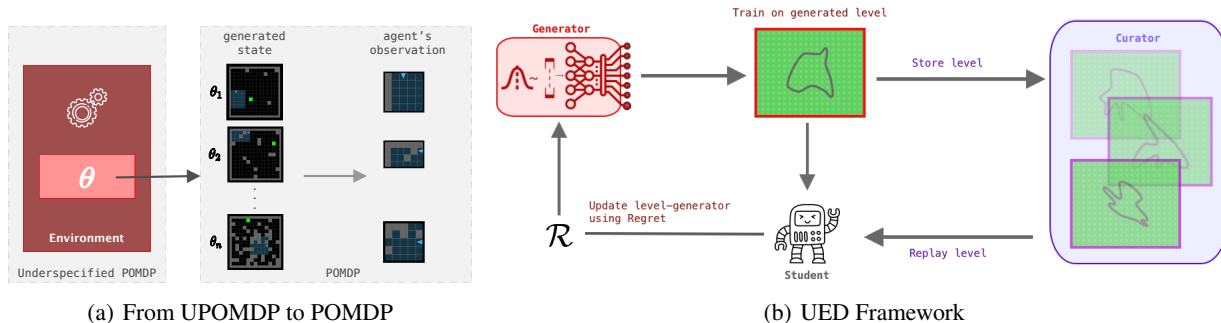 generated
state
agent's
observation
θ1
θ2
θn
θ
Environment
Underspecified POMDP
POMDP
(a) From UPOMDP to POMDP
Generator
Train on generated level
Curator
Store level
Update level-generator
using Regret
R
Student
Replay level
(b) UED Framework